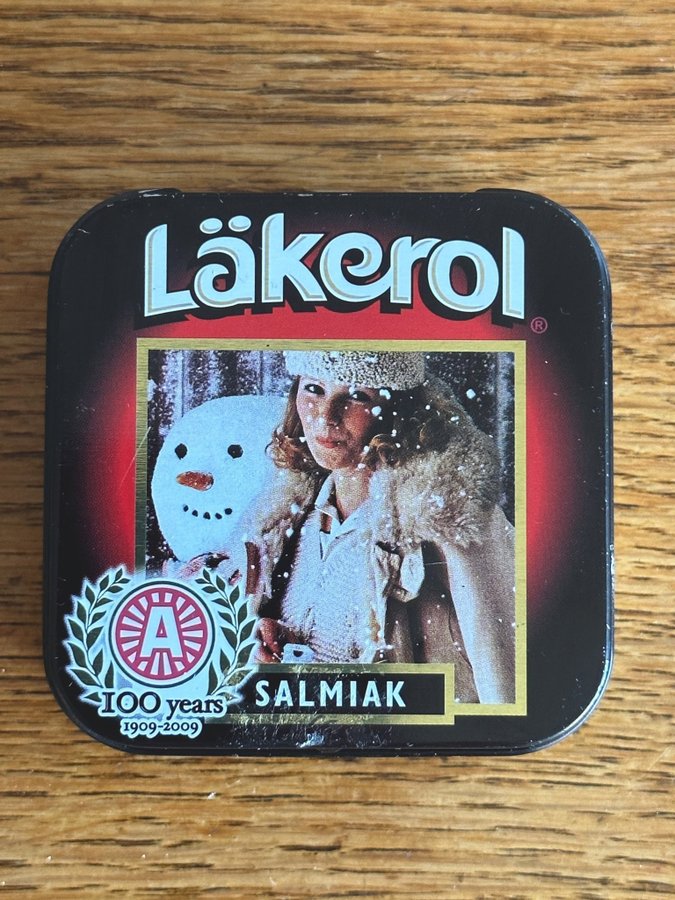 Läkerol
®
A
100 years
1909-2009
SALMIAK